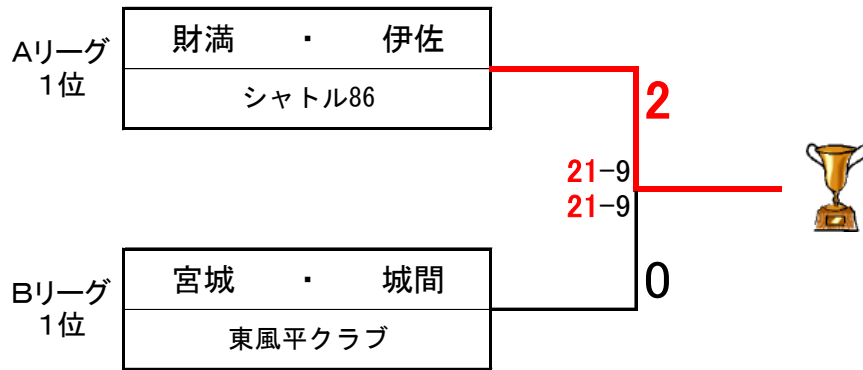 Aリーグ
1位
財満 ・ 伊佐
シャトル86
2
21-9
21-9
Bリーグ
1位
宮城 ・ 城間
東風平クラブ
0